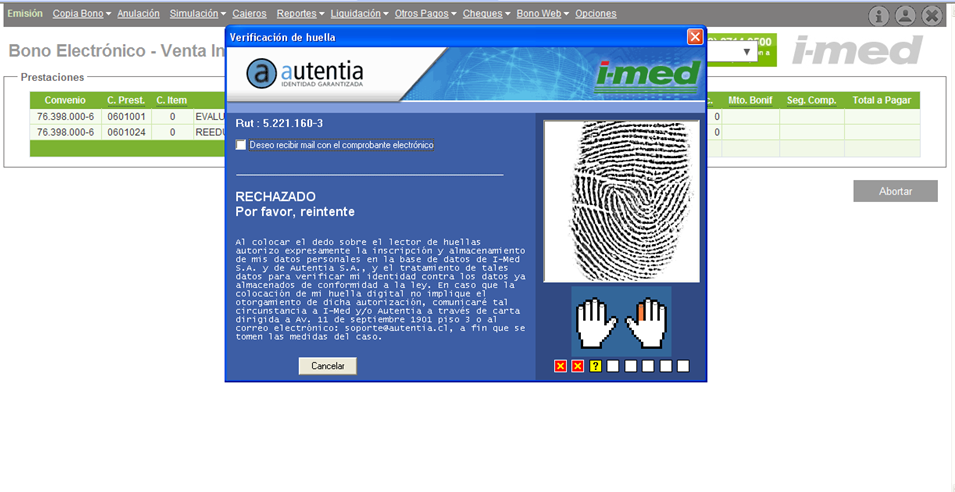 Emisión Copia Bono Anulación Simulación Cajeros Reportes Liquidación Otros Pagos Cheques Bono Web Opciones
Bono Electrónico - Venta In
i-med
Prestaciones
Convenio C. Prest. C. Item Mto. Bonif Seg. Comp. Total a Pagar
76.398.000-6 0601001 0 EVALU 0
76.398.000-6 0601024 0 REEDU 0
Abortar
Verificación de huella
autentia
IDENTIDAD GARANTIZADA
i-med
Rut : 5.221.160-3
Deseo recibir mail con el comprobante electrónico
RECHAZADO
Por favor, reintente
Al colocar el dedo sobre el lector de huellas
autorizo expresamente la inscripción y almacenamiento
de mis datos personales en la base de datos de I-Med
S.A. y de Autentia S.A., y el tratamiento de tales
datos para verificar mi identidad contra los datos ya
almacenados de conformidad a la ley. En caso que la
colocación de mi huella digital no implique el
otorgamiento de dicha autorización, comunicaré tal
circunstancia a I-Med y/o Autentia a través de carta
dirigida a Av. 11 de septiembre 1901 piso 3 o al
correo electrónico: soporte@autentia.cl, a fin que se
tomen las medidas del caso.
Cancelar
?